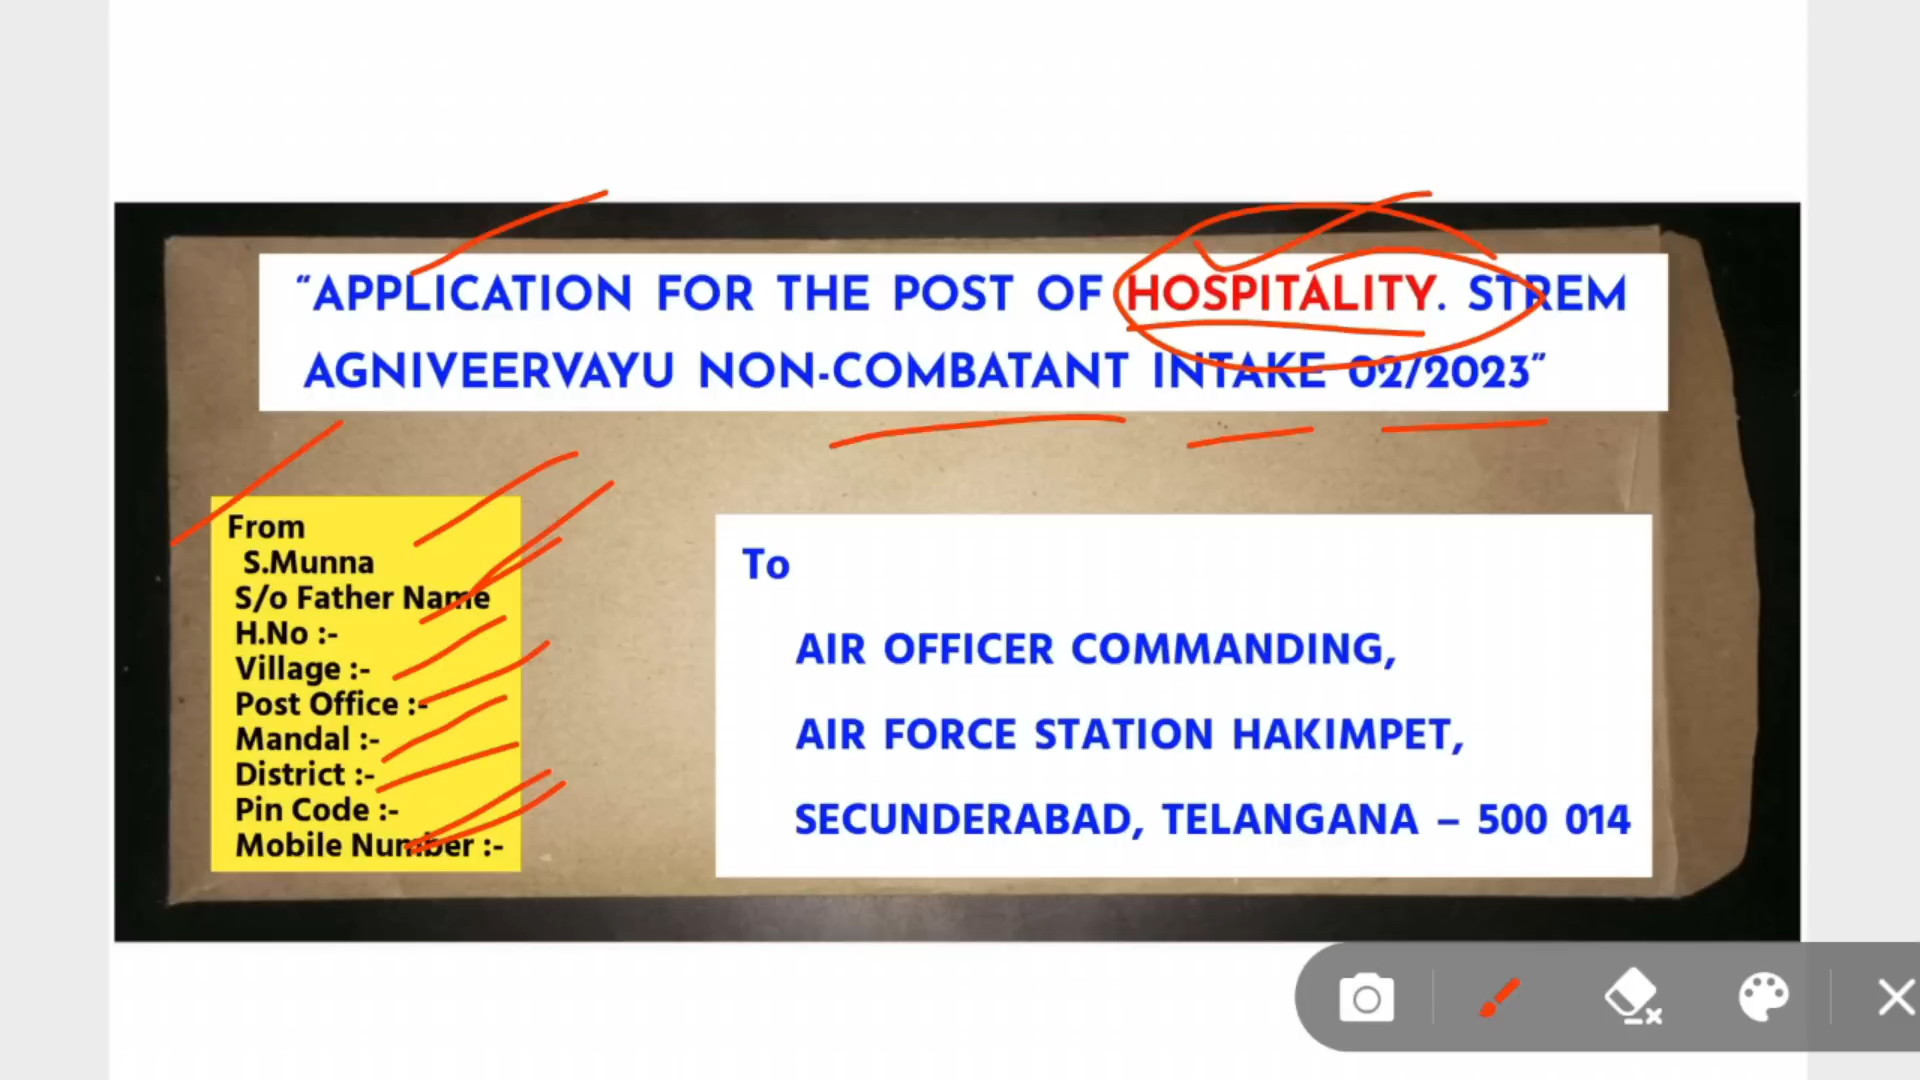 “APPLICATION FOR THE POST OF HOSPITALITY. STREM
AGNIVEERVAYU NON-COMBATANT INTAKE 02/2023”
From
S.Munna
S/o Father Name
H.No :-
Village :-
Post Office :-
Mandal :-
District :-
Pin Code :-
Mobile Number :-
To
AIR OFFICER COMMANDING,
AIR FORCE STATION HAKIMPET,
SECUNDERABAD, TELANGANA – 500 014